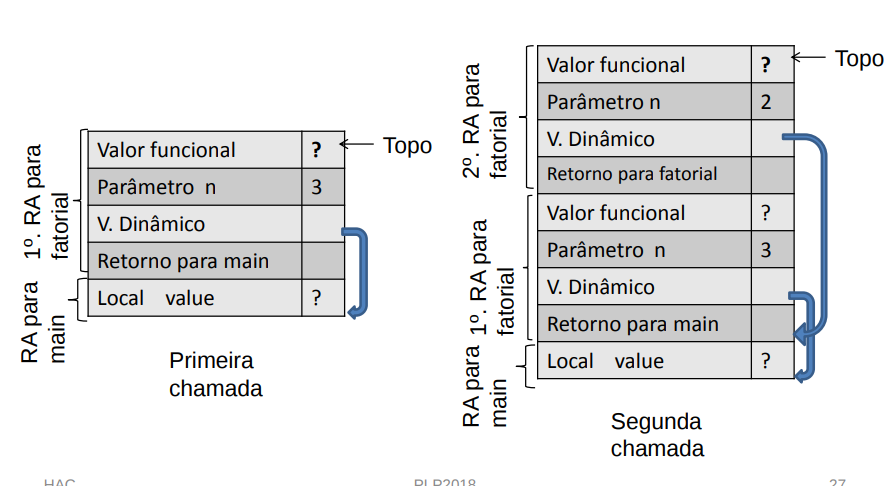 1º. RA para
fatorial
RA para
main
Valor funcional ?
Parâmetro n 3
V. Dinâmico
Retorno para main
Local value ?
Topo
Primeira
chamada
2º. RA para
fatorial
1º. RA para
fatorial
RA para
main
Valor funcional ?
Parâmetro n 2
V. Dinâmico
Retorno para fatorial
Valor funcional ?
Parâmetro n 3
V. Dinâmico
Retorno para main
Local value ?
Topo
Segunda
chamada
HAC PLP2018 27